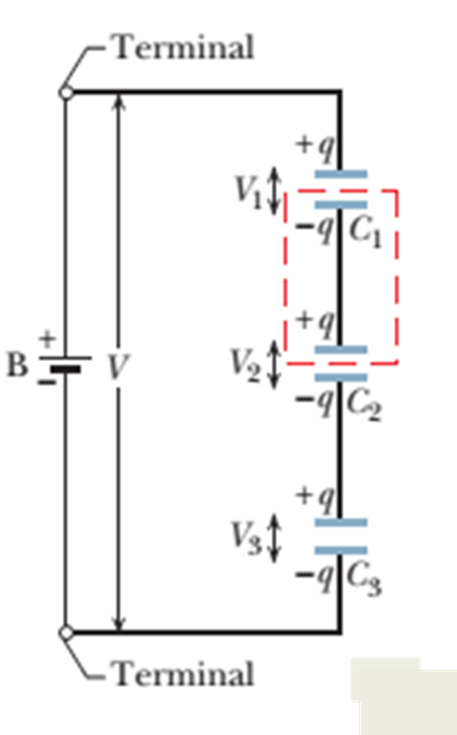 Terminal
+q
V₁
−q C₁
+q
+
B V
−
V₂
−q C₂
+q
V₃
−q C₃
Terminal